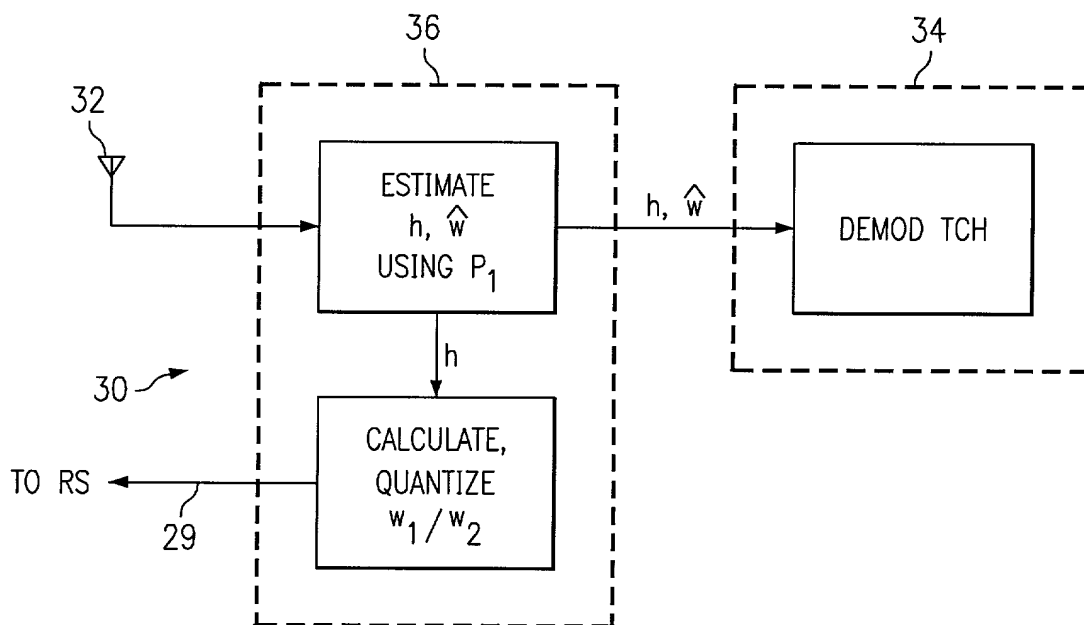 36
34
32
ESTIMATE
h, ŵ
USING P₁
h, ŵ
DEMOD TCH
h
30
CALCULATE,
QUANTIZE
w₁/w₂
TO RS
29